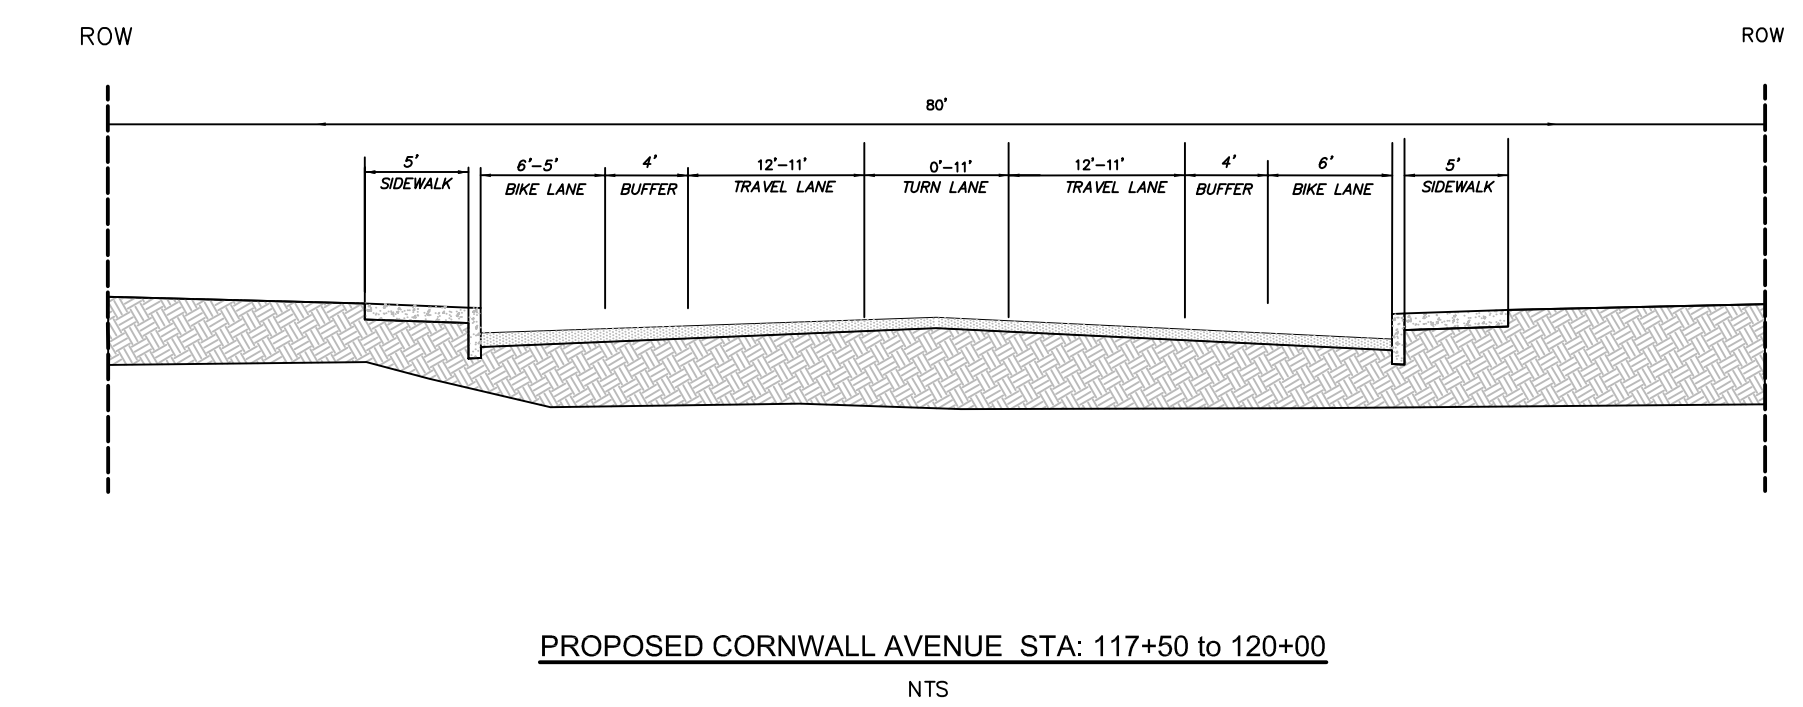 ROW ROW
80'
5' 6'-5' 4' 12'-11' 0'-11' 12'-11' 4' 6' 5'
SIDEWALK BIKE LANE BUFFER TRAVEL LANE TURN LANE TRAVEL LANE BUFFER BIKE LANE SIDEWALK
PROPOSED CORNWALL AVENUE STA: 117+50 to 120+00
NTS